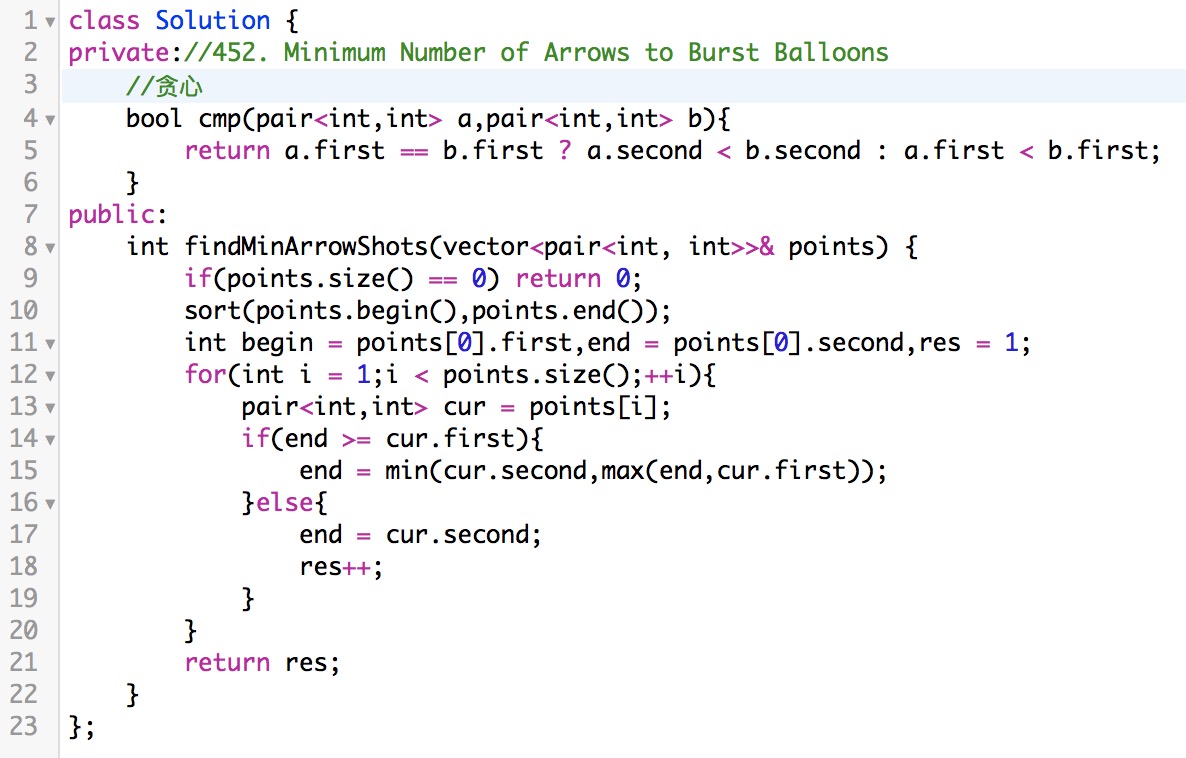 1 class Solution {
2 private://452. Minimum Number of Arrows to Burst Balloons
3     //贪心
4     bool cmp(pair<int,int> a,pair<int,int> b){
5         return a.first == b.first ? a.second < b.second : a.first < b.first;
6     }
7 public:
8     int findMinArrowShots(vector<pair<int, int>>& points) {
9         if(points.size() == 0) return 0;
10         sort(points.begin(),points.end());
11         int begin = points[0].first,end = points[0].second,res = 1;
12         for(int i = 1;i < points.size();++i){
13             pair<int,int> cur = points[i];
14             if(end >= cur.first){
15                 end = min(cur.second,max(end,cur.first));
16             }else{
17                 end = cur.second;
18                 res++;
19             }
20         }
21         return res;
22     }
23 };